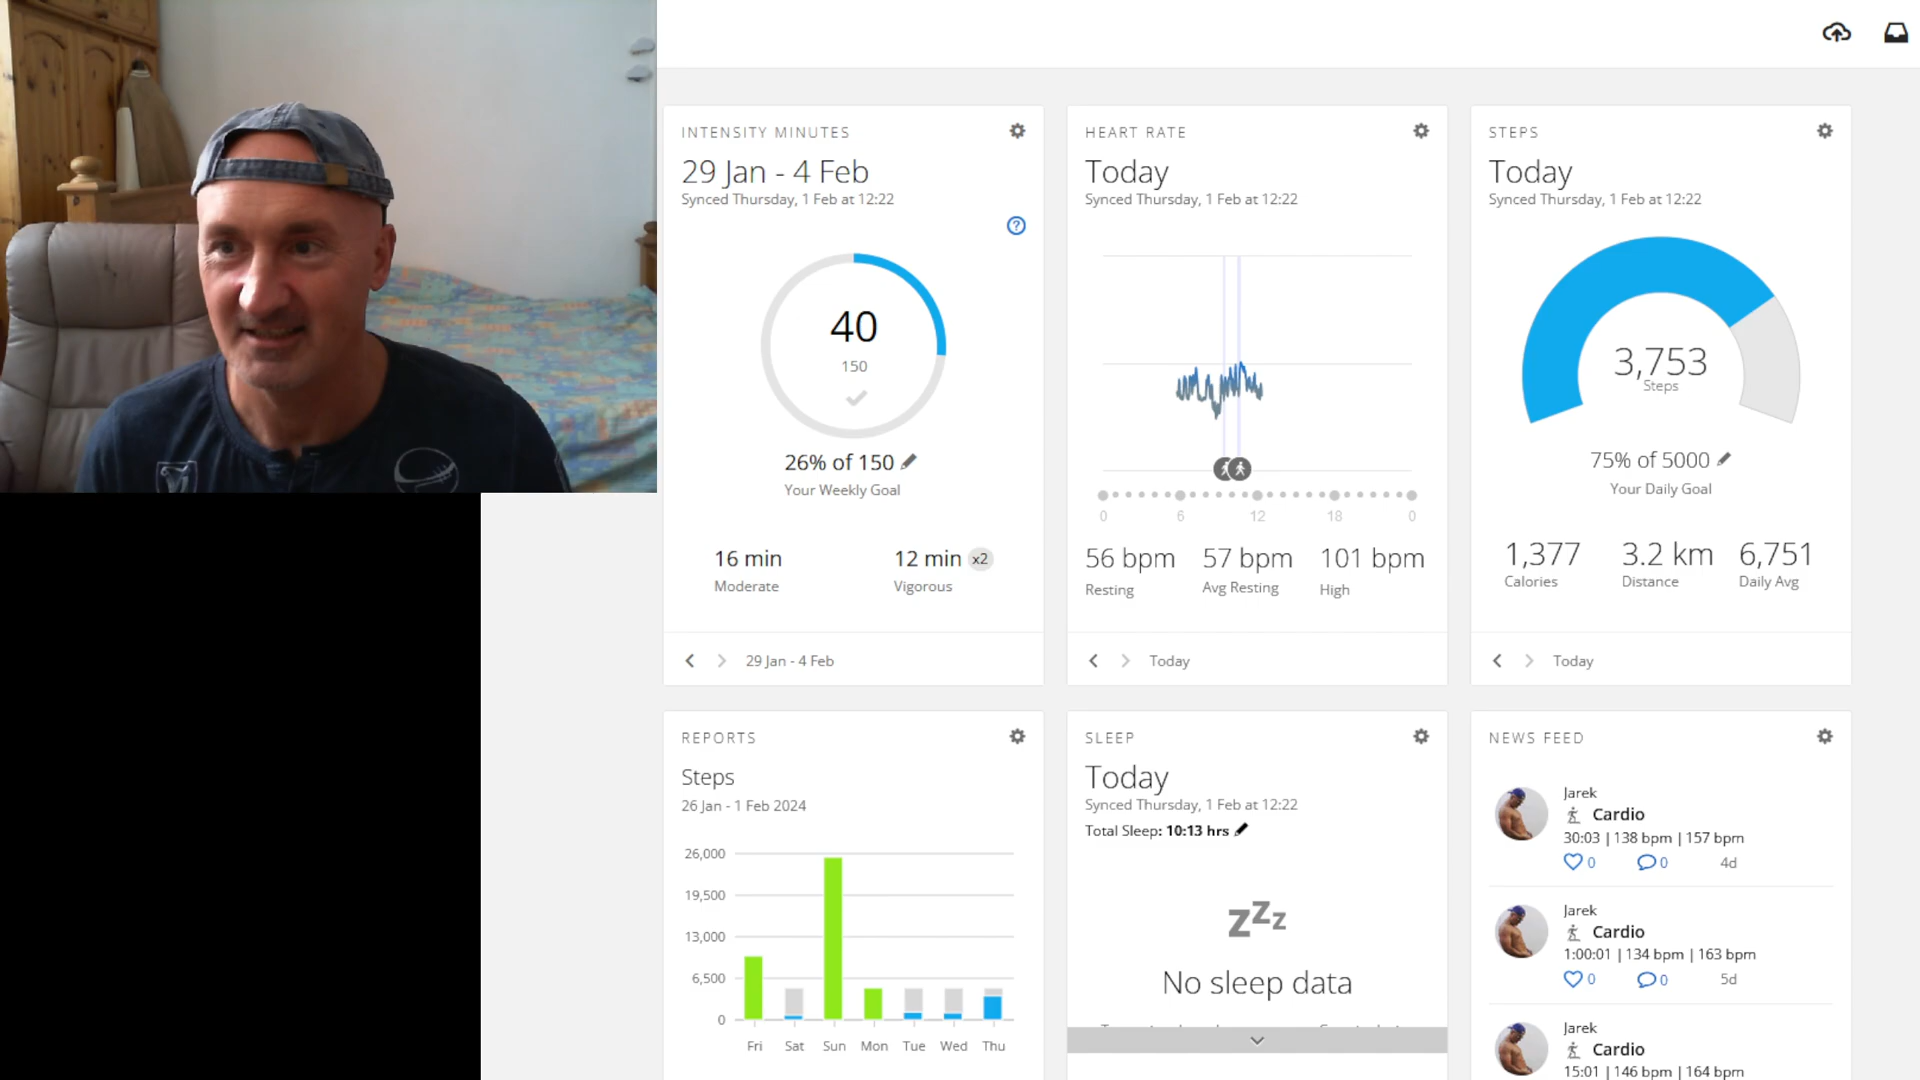 INTENSITY MINUTES
29 Jan - 4 Feb
Synced Thursday, 1 Feb at 12:22
?
40
150
26% of 150
Your Weekly Goal
16 min
Moderate
12 min x2
Vigorous
29 Jan - 4 Feb
HEART RATE
Today
Synced Thursday, 1 Feb at 12:22
0 6 12 18 0
56 bpm 57 bpm 101 bpm
Resting Avg Resting High
Today
STEPS
Today
Synced Thursday, 1 Feb at 12:22
3,753
Steps
75% of 5000
Your Daily Goal
1,377 3.2 km 6,751
Calories Distance Daily Avg
Today
REPORTS
Steps
26 Jan - 1 Feb 2024
26,000
19,500
13,000
6,500
0
Fri Sat Sun Mon Tue Wed Thu
SLEEP
Today
Synced Thursday, 1 Feb at 12:22
Total Sleep: 10:13 hrs
zZz
No sleep data
NEWS FEED
Jarek
Cardio
30:03 | 138 bpm | 157 bpm
0 0 4d
Jarek
Cardio
1:00:01 | 134 bpm | 163 bpm
0 0 5d
Jarek
Cardio
15:01 | 146 bpm | 164 bpm